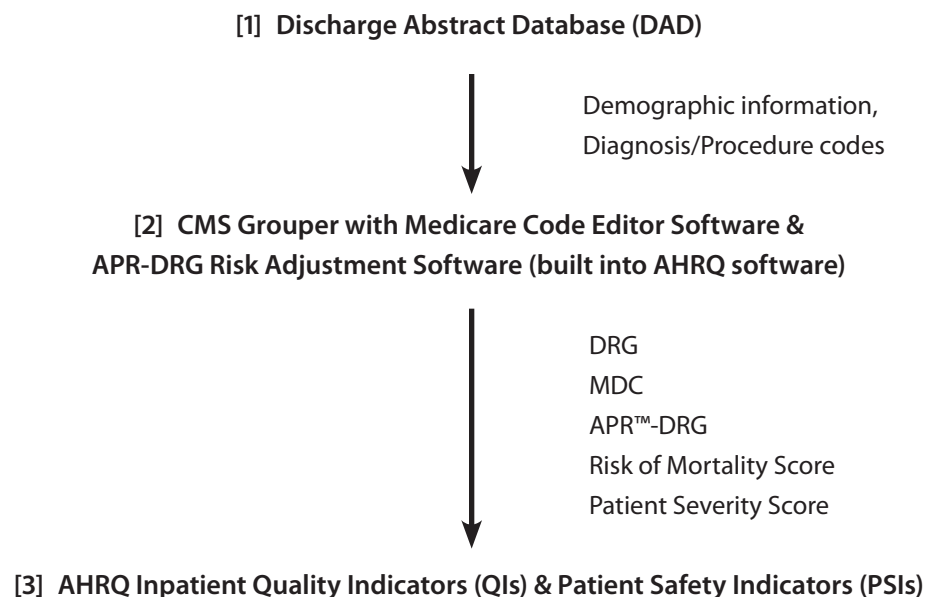 [1] Discharge Abstract Database (DAD)
Demographic information,
Diagnosis/Procedure codes
[2] CMS Grouper with Medicare Code Editor Software &
APR-DRG Risk Adjustment Software (built into AHRQ software)
DRG
MDC
APR™-DRG
Risk of Mortality Score
Patient Severity Score
[3] AHRQ Inpatient Quality Indicators (QIs) & Patient Safety Indicators (PSIs)